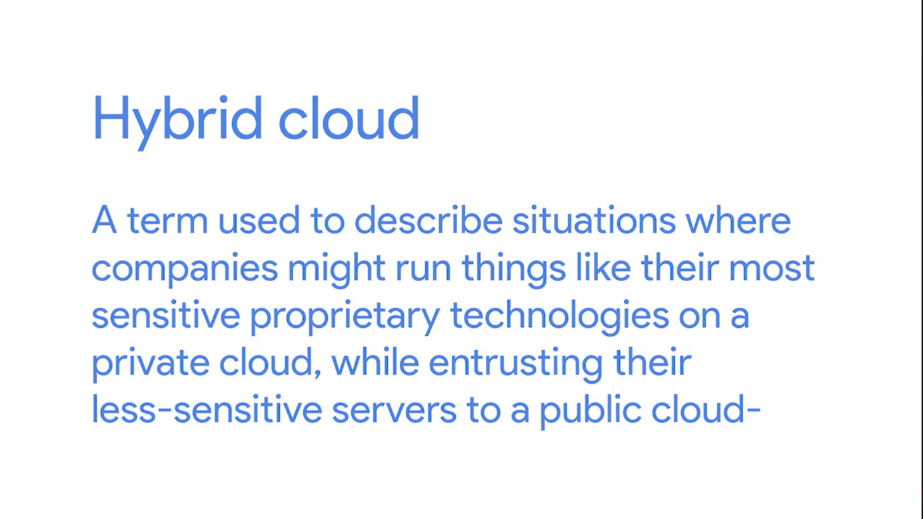 Hybrid cloud
A term used to describe situations where
companies might run things like their most
sensitive proprietary technologies on a
private cloud, while entrusting their
less-sensitive servers to a public cloud-